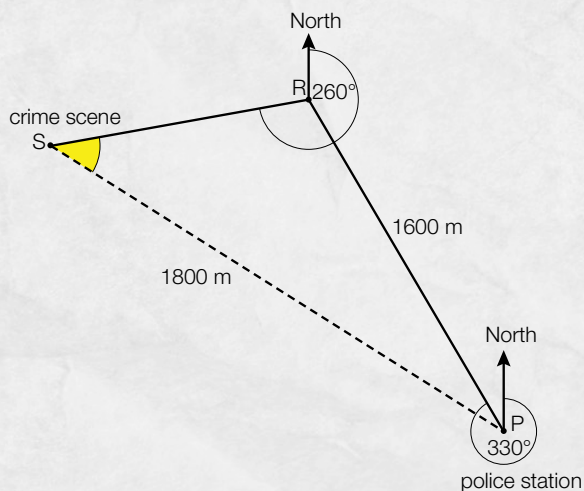 North
R 260°
crime scene
S
1600 m
1800 m
North
P
330°
police station